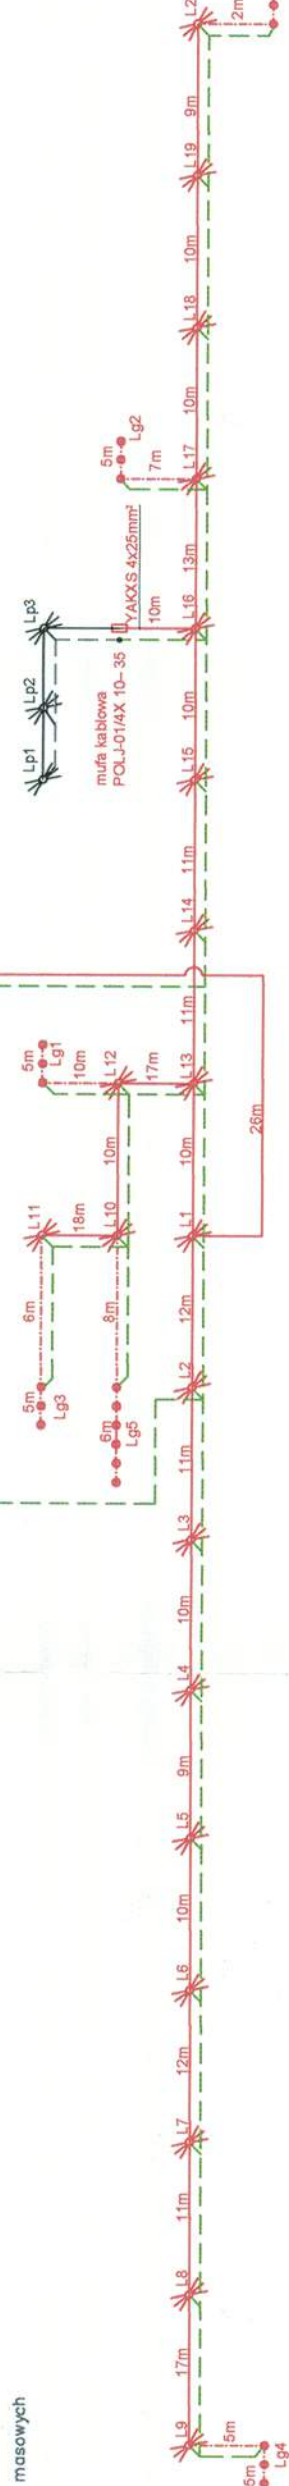 masowych
Lp1
Lp2
Lp3
mufa kablowa
POLJ-01/4X 10–35
YAKXS 4x25mm²
10m
5m
Lg2
7m
5m
Lg1
10m
L12
17m
10m
L11
18m
L10
6m
5m
Lg3
8m
6m
Lg5
L9
17m
L8
11m
L7
12m
L6
10m
L5
9m
L4
10m
L3
11m
L2
12m
L1
10m
L13
11m
L14
11m
L15
10m
L16
13m
L17
10m
L18
10m
L19
9m
2m
26m
5m
5m
Lg4